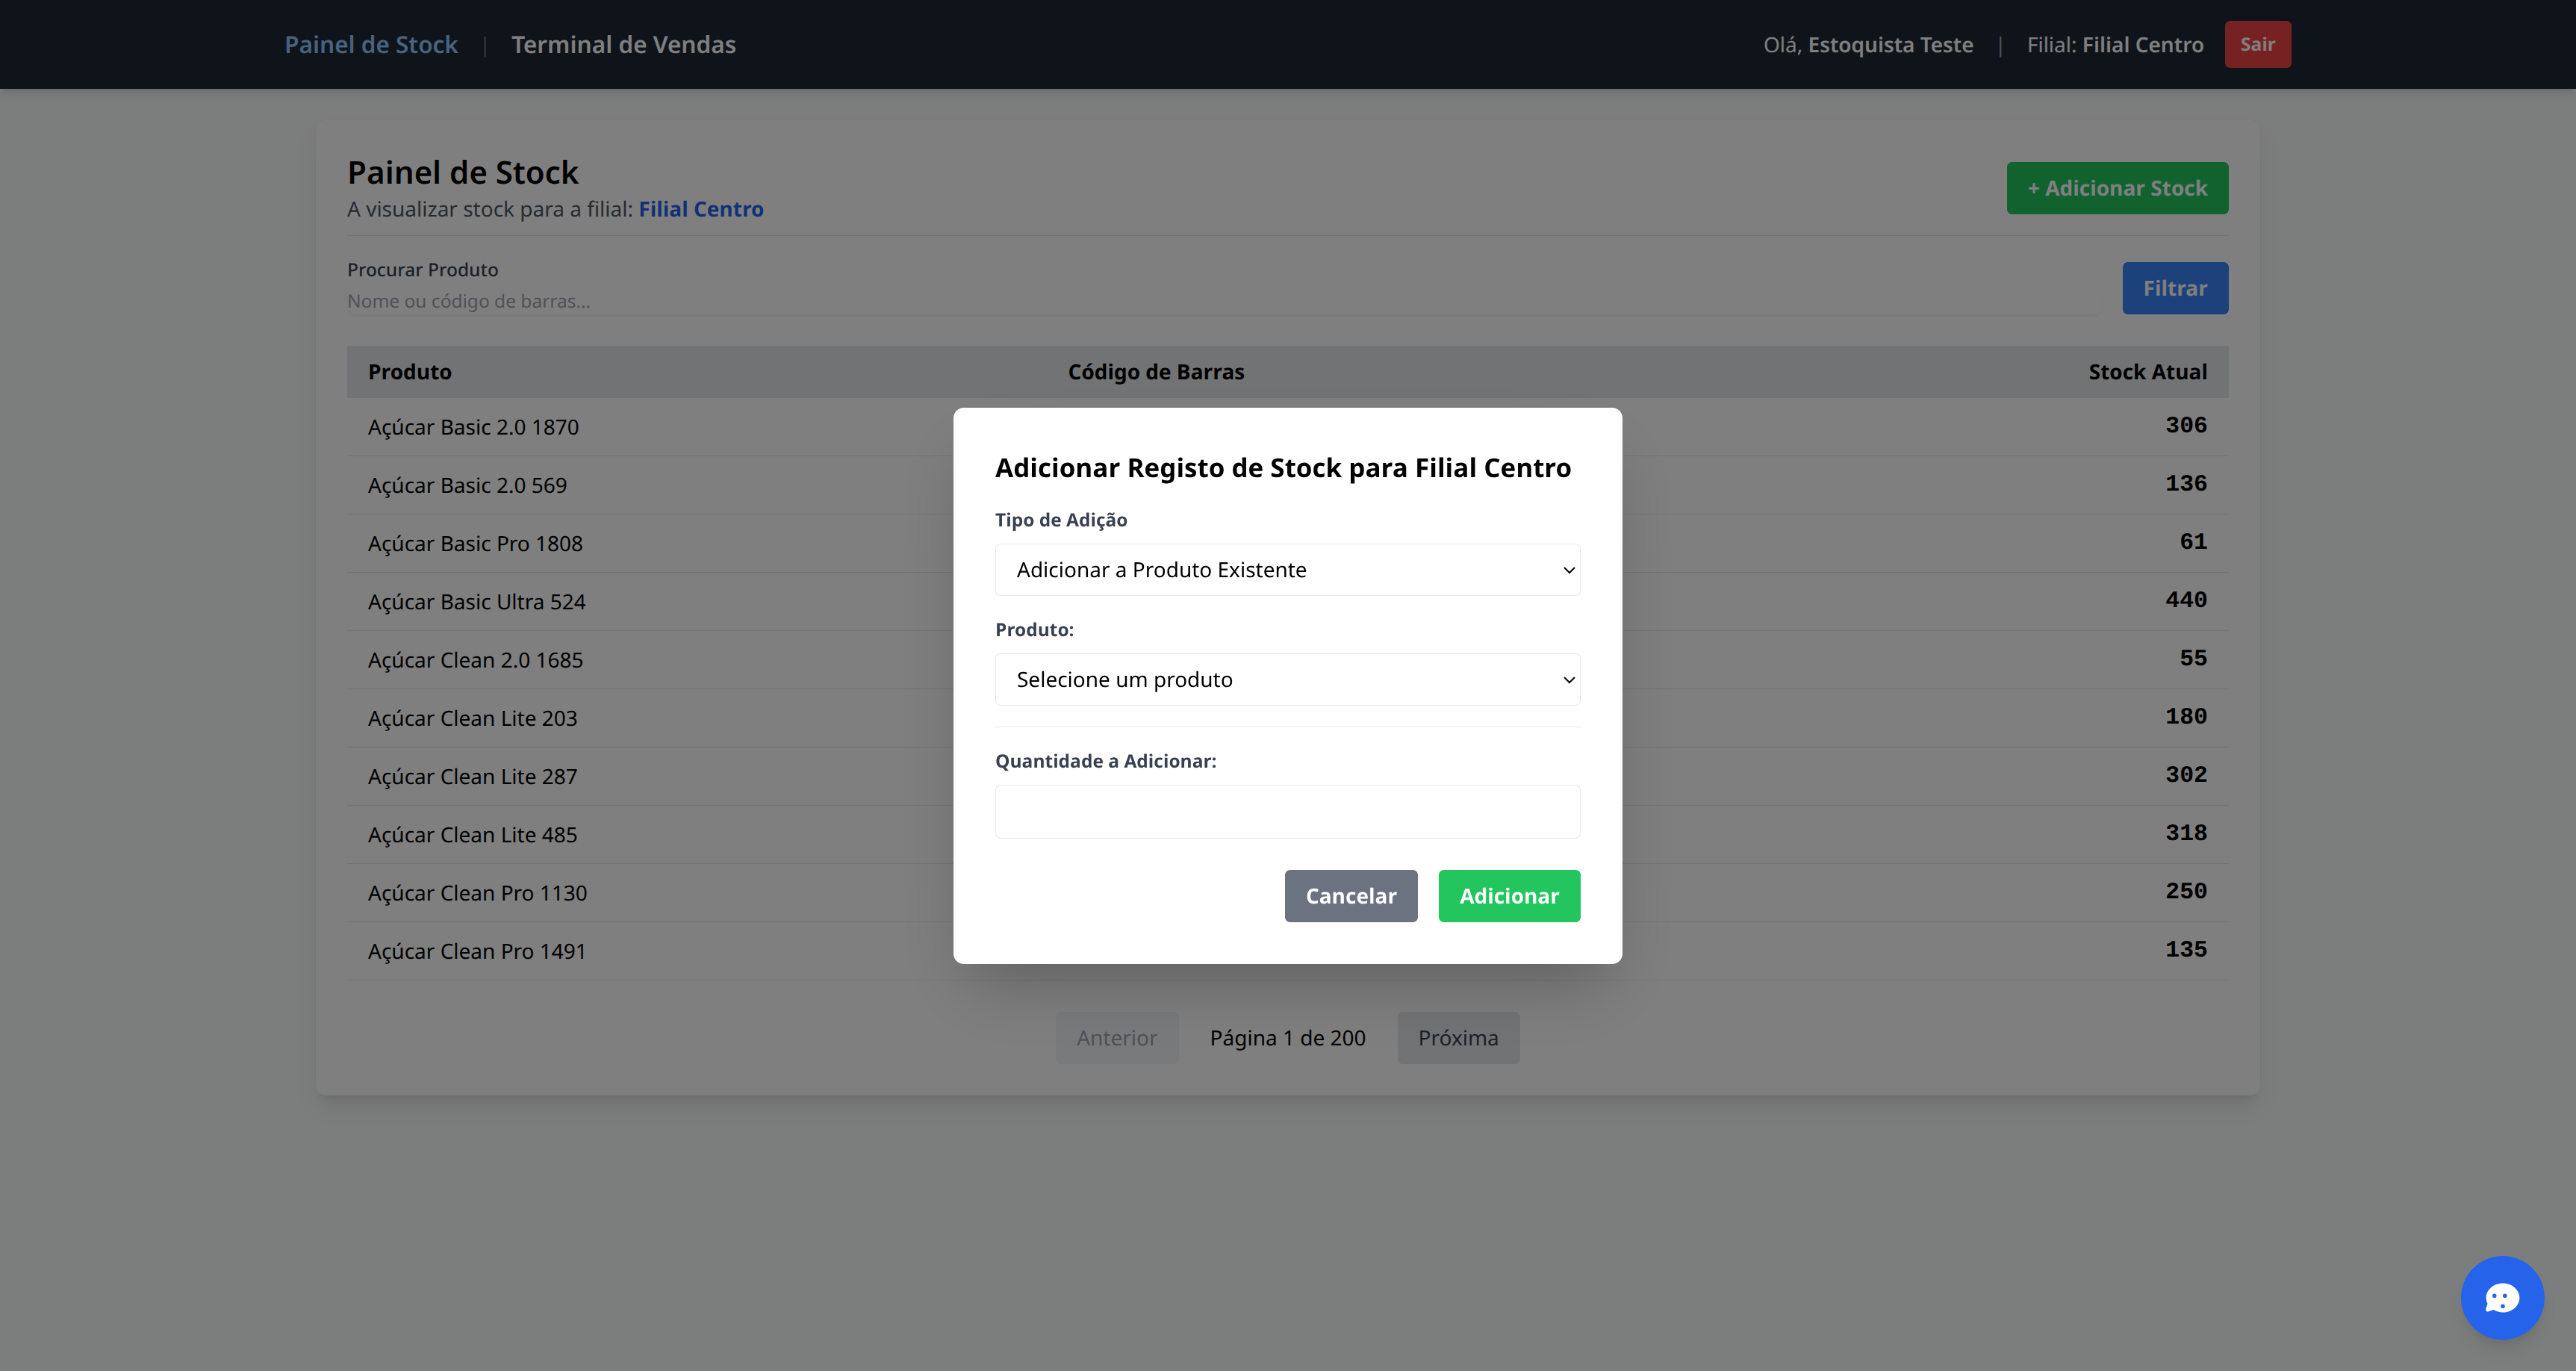 Painel de Stock | Terminal de Vendas Olá, Estoquista Teste | Filial: Filial Centro Sair
Painel de Stock
A visualizar stock para a filial: Filial Centro
+ Adicionar Stock
Procurar Produto
Nome ou código de barras...
Filtrar
Produto Código de Barras Stock Atual
Açúcar Basic 2.0 1870 306
Açúcar Basic 2.0 569 136
Açúcar Basic Pro 1808 61
Açúcar Basic Ultra 524 440
Açúcar Clean 2.0 1685 55
Açúcar Clean Lite 203 180
Açúcar Clean Lite 287 302
Açúcar Clean Lite 485 318
Açúcar Clean Pro 1130 250
Açúcar Clean Pro 1491 135
Anterior Página 1 de 200 Próxima
Adicionar Registo de Stock para Filial Centro
Tipo de Adição
Adicionar a Produto Existente
Produto:
Selecione um produto
Quantidade a Adicionar:
Cancelar Adicionar